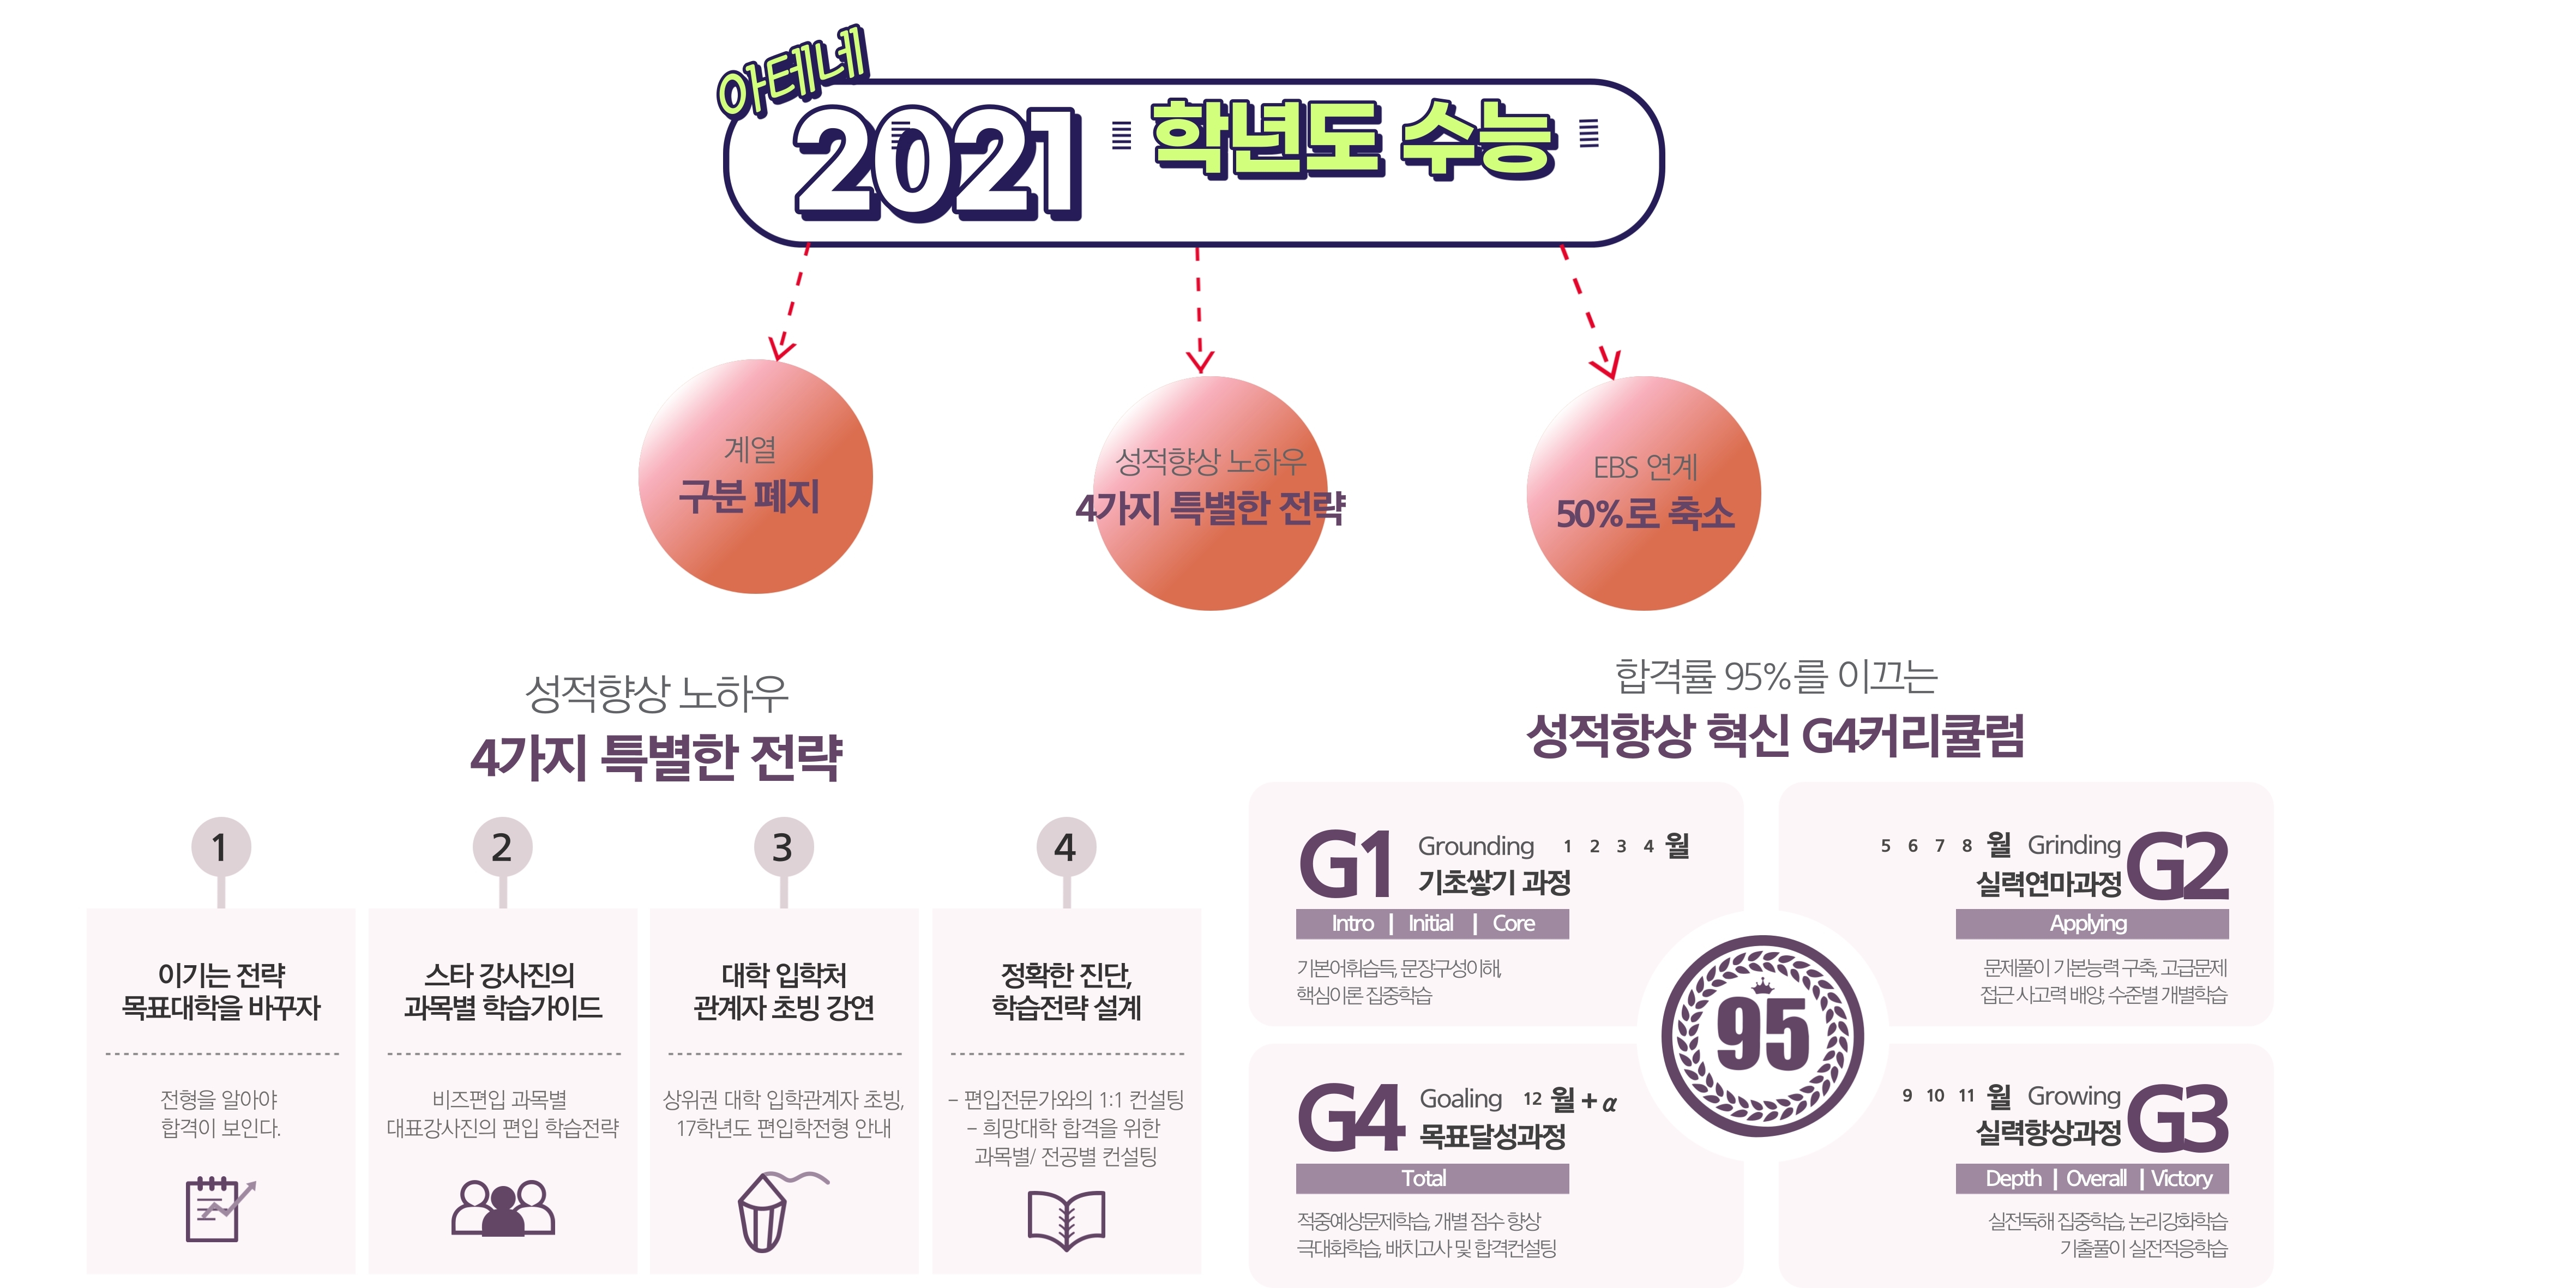 아테네
2021 학년도 수능
계열
구분 폐지
성적향상 노하우
4가지 특별한 전략
EBS 연계
50%로 축소
성적향상 노하우
4가지 특별한 전략
1
이기는 전략
목표대학을 바꾸자
전형을 알아야
합격이 보인다.
2
스타 강사진의
과목별 학습가이드
비즈편입 과목별
대표강사진의 편입 학습전략
3
대학 입학처
관계자 초빙 강연
상위권 대학 입학관계자 초빙,
17학년도 편입학전형 안내
4
정확한 진단,
학습전략 설계
– 편입전문가와의 1:1 컨설팅
– 희망대학 합격을 위한
과목별/ 전공별 컨설팅
합격률 95%를 이끄는
성적향상 혁신 G4커리큘럼
G1 Grounding 1 2 3 4 월
기초쌓기 과정
Intro | Initial | Core
기본어휘습득, 문장구성이해,
핵심이론 집중학습
5 6 7 8 월 Grinding G2
실력연마과정
Applying
문제풀이 기본능력 구축, 고급문제
접근 사고력 배양, 수준별 개별학습
95
G4 Goaling 12 월 + α
목표달성과정
Total
적중예상문제학습, 개별 점수 향상
극대화학습, 배치고사 및 합격컨설팅
9 10 11 월 Growing G3
실력향상과정
Depth | Overall | Victory
실전독해 집중학습, 논리강화학습
기출풀이 실전적응학습